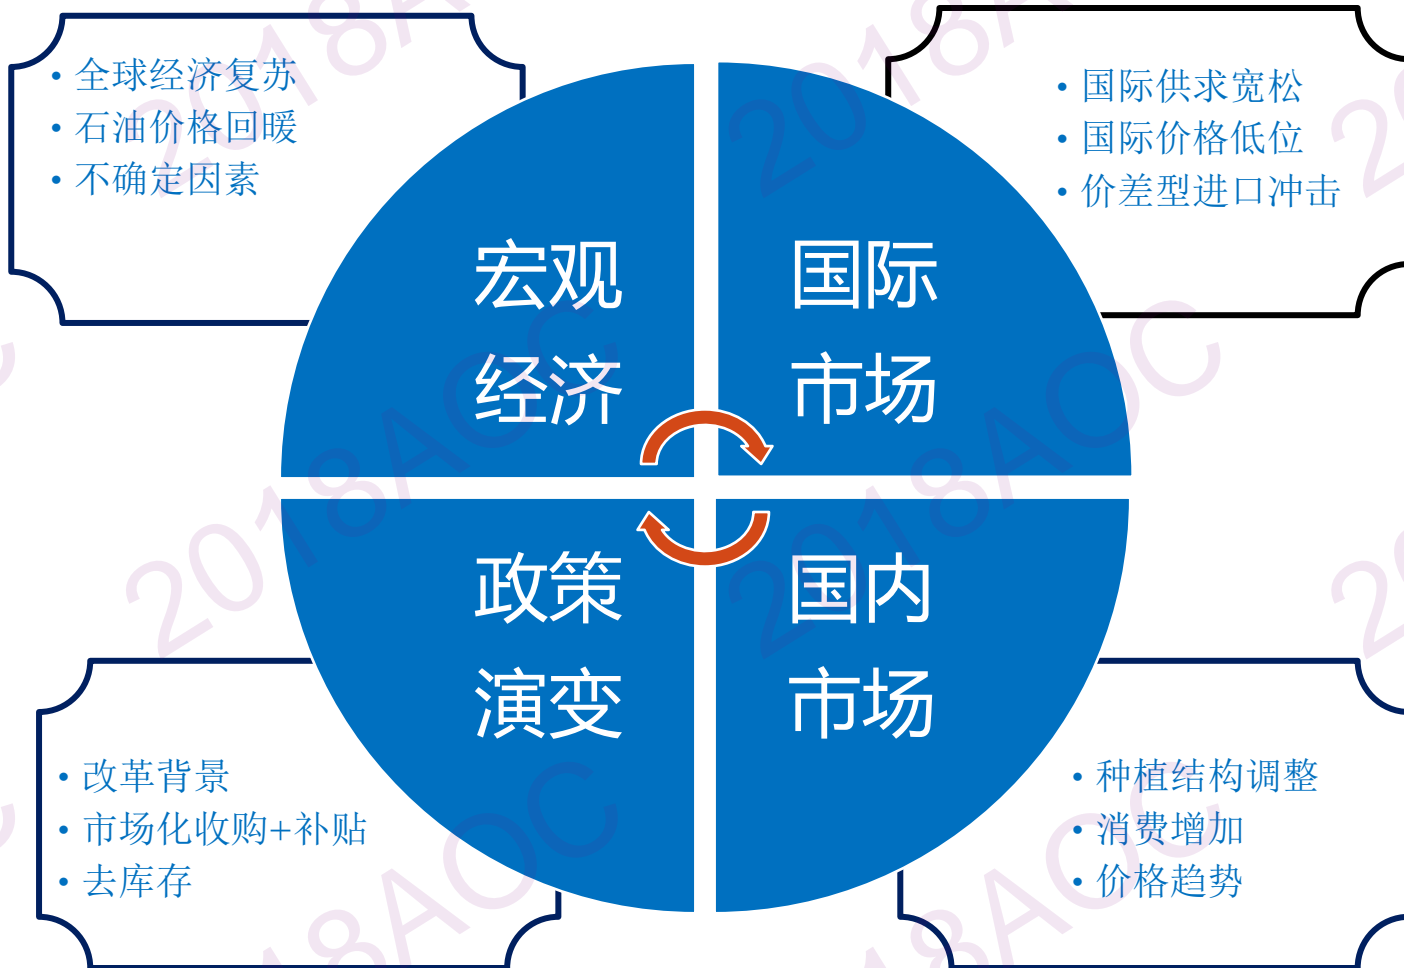 • 全球经济复苏
• 石油价格回暖
• 不确定因素
• 国际供求宽松
• 国际价格低位
• 价差型进口冲击
宏观
经济
国际
市场
政策
演变
国内
市场
• 改革背景
• 市场化收购+补贴
• 去库存
• 种植结构调整
• 消费增加
• 价格趋势
2018AOC